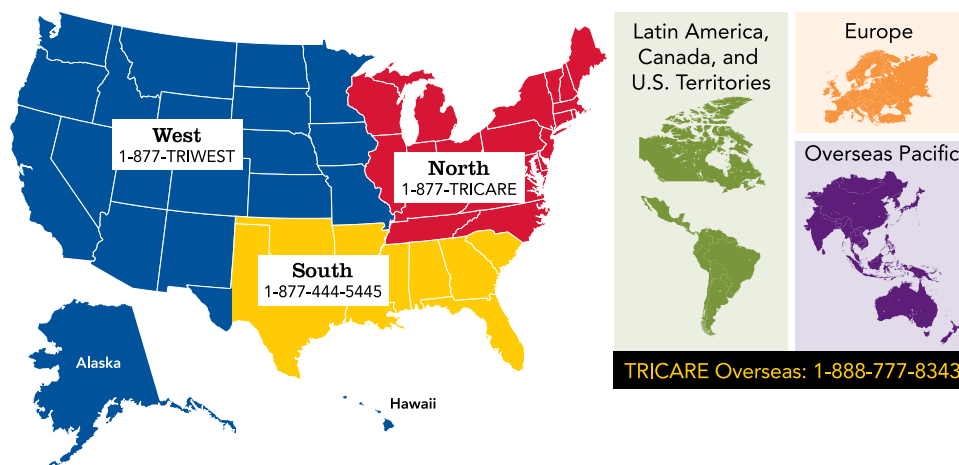 West
1-877-TRIWEST
North
1-877-TRICARE
South
1-877-444-5445
Alaska
Hawaii
Latin America,
Canada, and
U.S. Territories
Europe
Overseas Pacific
TRICARE Overseas: 1-888-777-8343